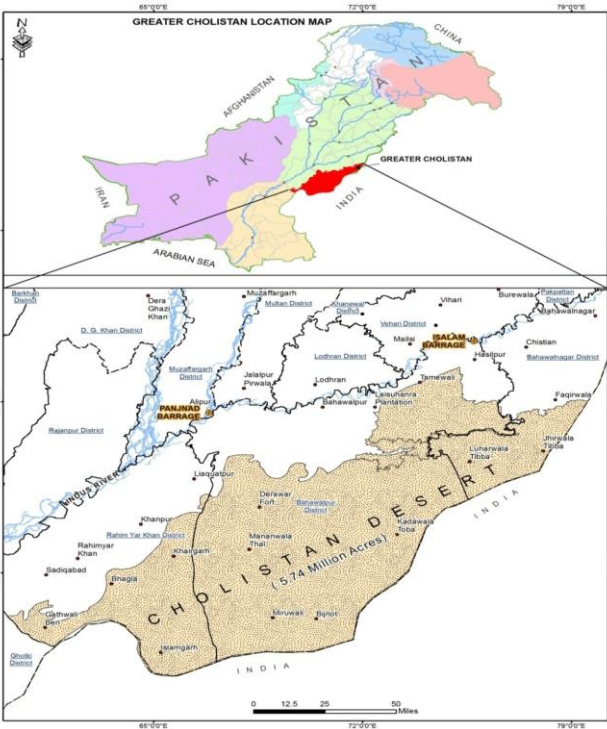 65°0'0"E
72°0'0"E
79°0'0"E
GREATER CHOLISTAN LOCATION MAP
N
CHINA
AFGHANISTAN
PAKISTAN
GREATER CHOLISTAN
IRAN
INDIA
ARABIAN SEA
Barkhan
District
Dera
Ghazi
Khan
Muzaffargarh
Multan District
Khanewal
District
Vihari
Burewala
Pakpattan
District
Bahawalnagar
D. G. Khan District
Vehari District
Mailsi
ISALAM
BARRAGE
Hasilpur
Chistian
Bahawalnagar District
Muzaffargarh
District
Jalalpur
Pirwala
Lodhran District
Lodhran
Tamewali
Alipur
PANJNAD
BARRAGE
Bahawalpur
Laisuhanra
Plantation
Faqirwala
Rajanpur District
INDUS RIVER
Liaquatpur
Luharwala
Tibba
Jhirwala
Tibba
Derawar
Fort
Bahawalpur
District
Khanpur
Rahim Yar Khan District
Kadawala
Toba
INDIA
Rahimyar
Khan
Khairgarh
Mananwala
Thal
CHOLISTAN DESERT
( 5.74 Million Acres)
Sadiqabad
Bhagla
Gathwali
Beri
Miruwali
Bijnot
Ghotki
District
Islamgarh
INDIA
0 12.5 25 50
Miles
65°0'0"E
72°0'0"E
79°0'0"E